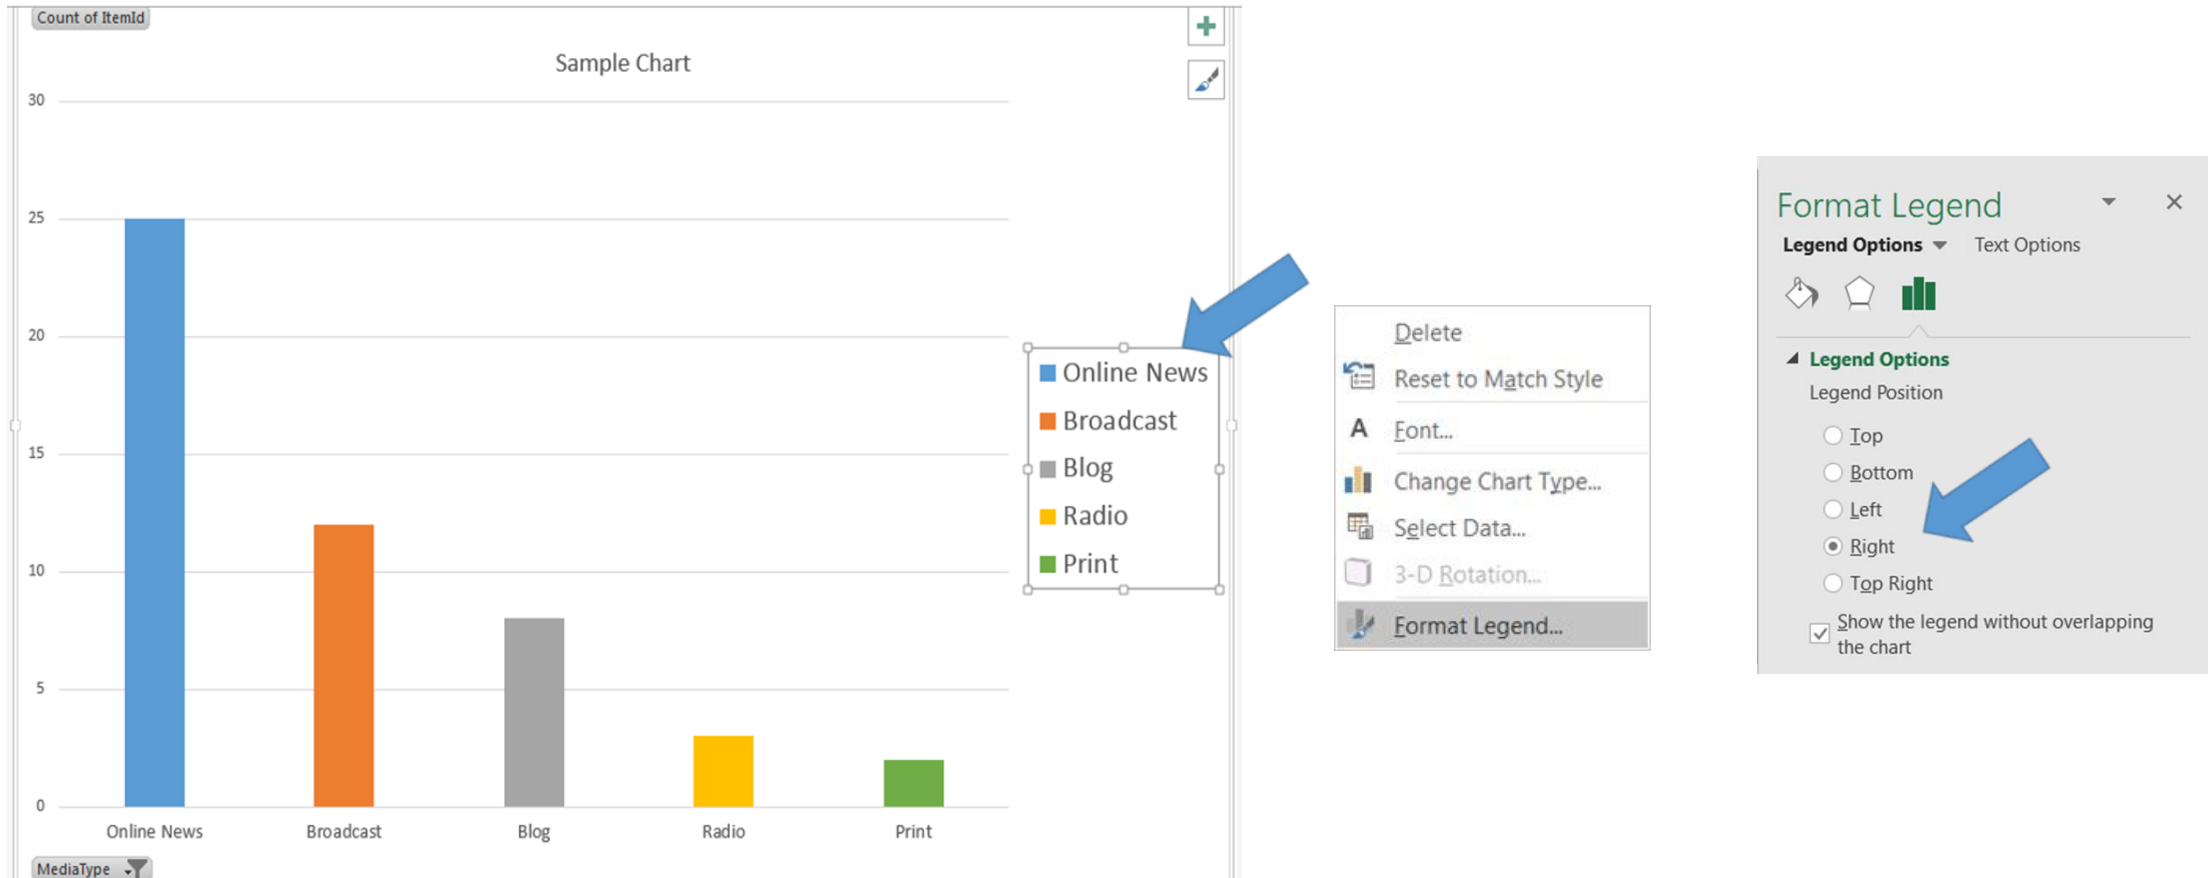 Count of ItemId
Sample Chart
30
25
20
15
10
5
0
Online News
Broadcast
Blog
Radio
Print
MediaType
Online News
Broadcast
Blog
Radio
Print
Delete
Reset to Match Style
A Font...
Change Chart Type...
Select Data...
3-D Rotation...
Format Legend...
Format Legend
Legend Options Text Options
Legend Options
Legend Position
Top
Bottom
Left
Right
Top Right
Show the legend without overlapping
the chart